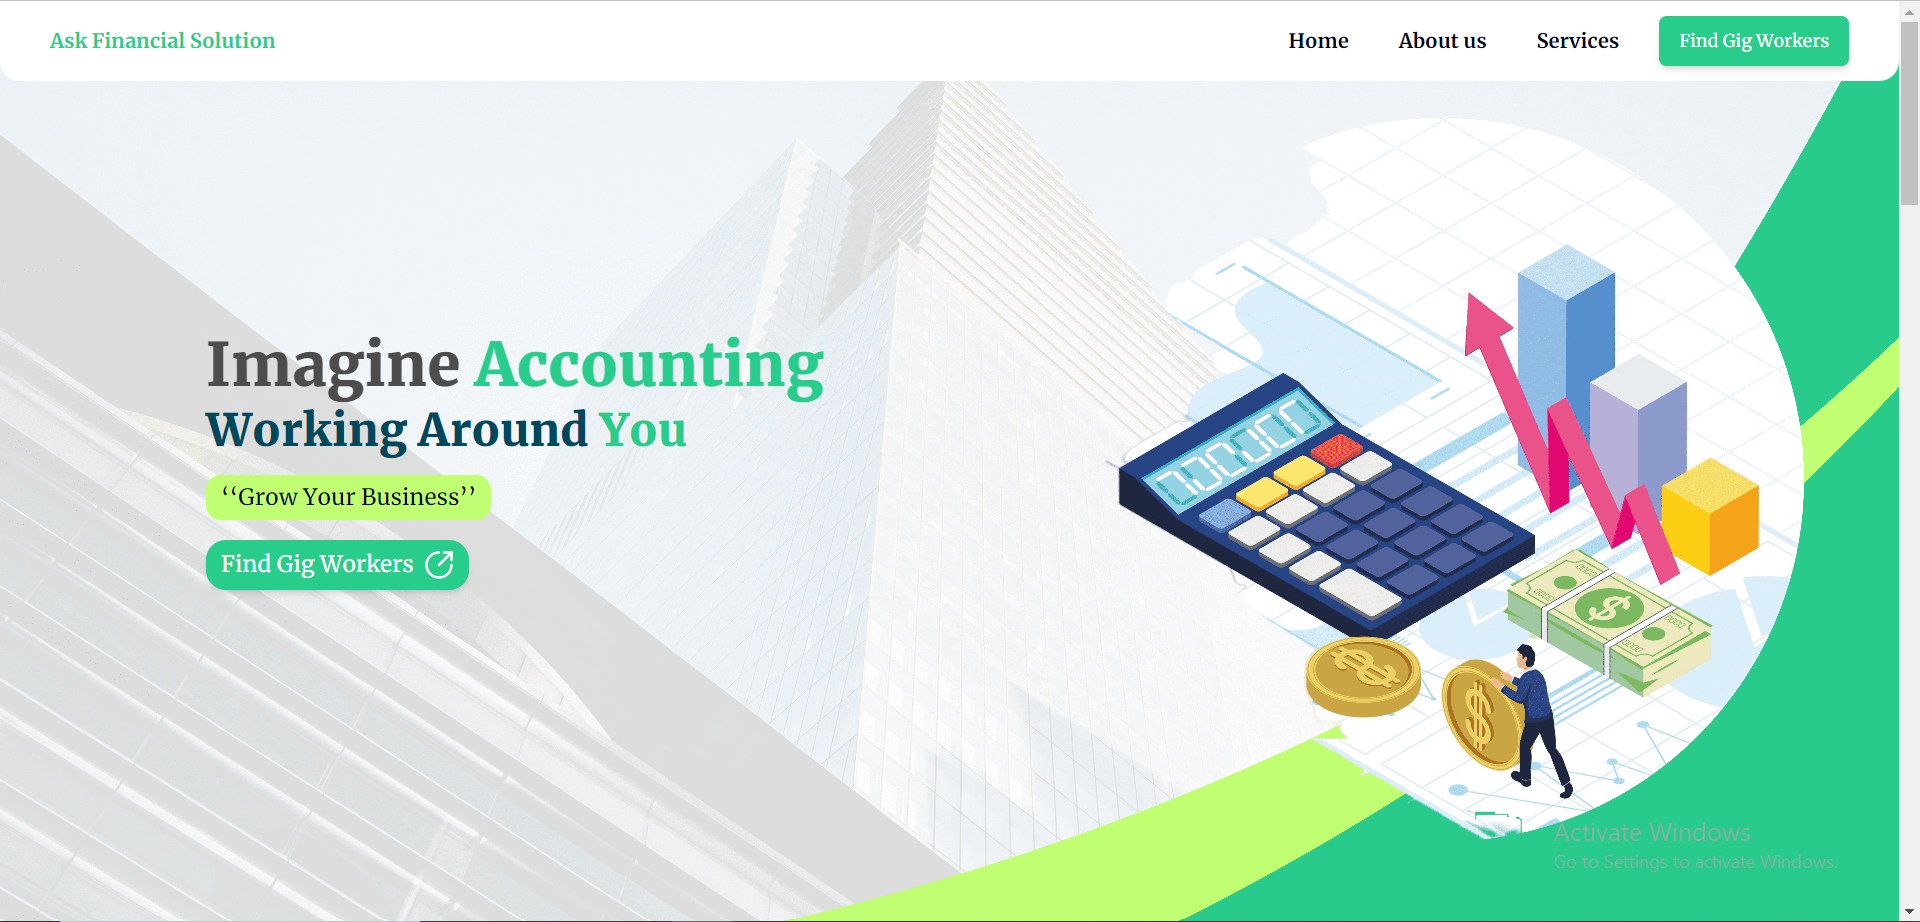 Ask Financial Solution
Home
About us
Services
Find Gig Workers
Imagine Accounting
Working Around You
‘‘Grow Your Business’’
Find Gig Workers
Activate Windows
Go to Settings to activate Windows.